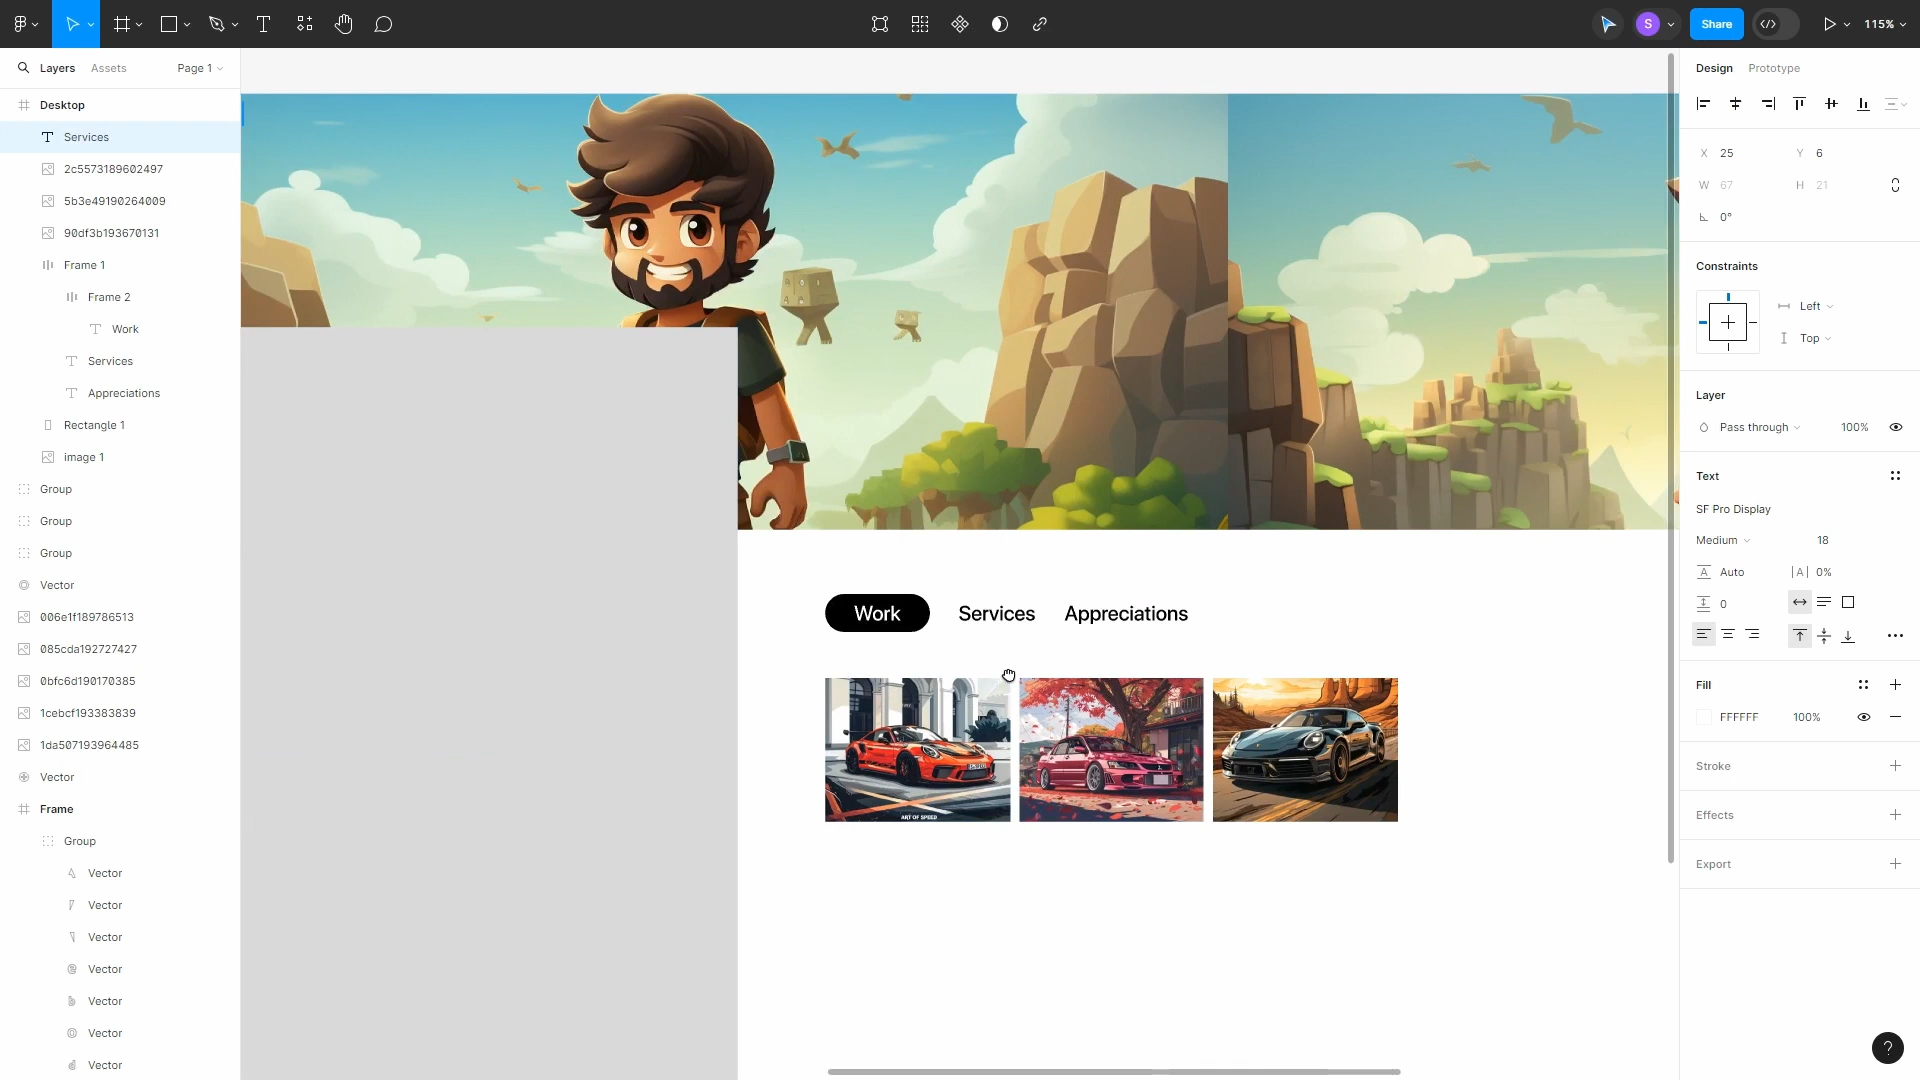 S
Share
115%
Layers
Assets
Page 1
Design
Prototype
Desktop
Services
2c5573189602497
5b3e49190264009
90df3b193670131
Frame 1
Frame 2
Work
Services
Appreciations
Rectangle 1
image 1
Group
Group
Group
Vector
006e1f189786513
085cda192727427
0bfc6d190170385
1cebcf193383839
1da507193964485
Vector
Frame
Group
Vector
Vector
Vector
Vector
Vector
Vector
Vector
Work
Services
Appreciations
ART OF SPEED
X 25
Y 6
W 67
H 21
0°
Constraints
Left
Top
Layer
Pass through
100%
Text
SF Pro Display
Medium
18
A Auto
|A| 0%
0
Fill
FFFFFF
100%
Stroke
Effects
Export
?